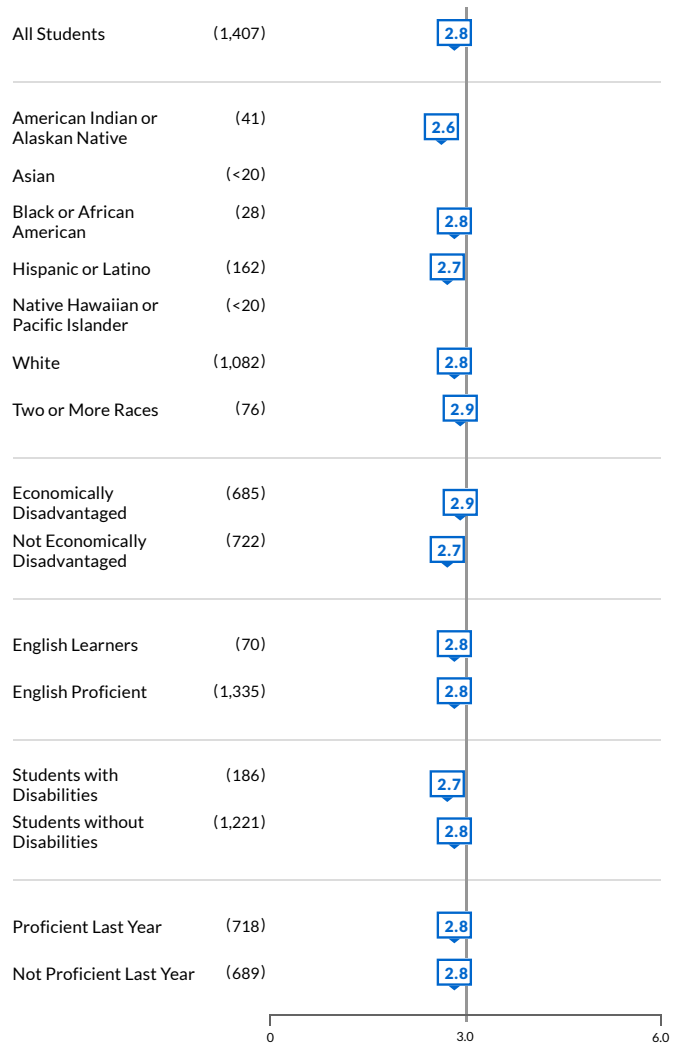 All Students (1,407) 2.8
American Indian or (41) 2.6
Alaskan Native
Asian (<20)
Black or African (28) 2.8
American
Hispanic or Latino (162) 2.7
Native Hawaiian or (<20)
Pacific Islander
White (1,082) 2.8
Two or More Races (76) 2.9
Economically (685) 2.9
Disadvantaged
Not Economically (722) 2.7
Disadvantaged
English Learners (70) 2.8
English Proficient (1,335) 2.8
Students with (186) 2.7
Disabilities
Students without (1,221) 2.8
Disabilities
Proficient Last Year (718) 2.8
Not Proficient Last Year (689) 2.8
0 3.0 6.0